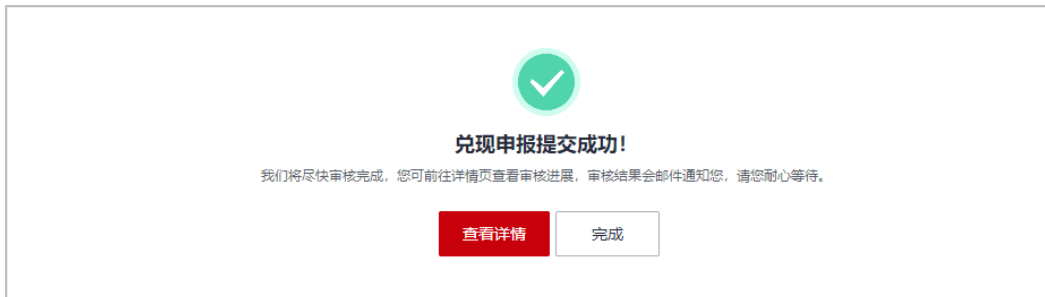 兑现申报提交成功！
我们将尽快审核完成，您可前往详情页查看审核进展，审核结果会邮件通知您，请您耐心等待。
查看详情
完成